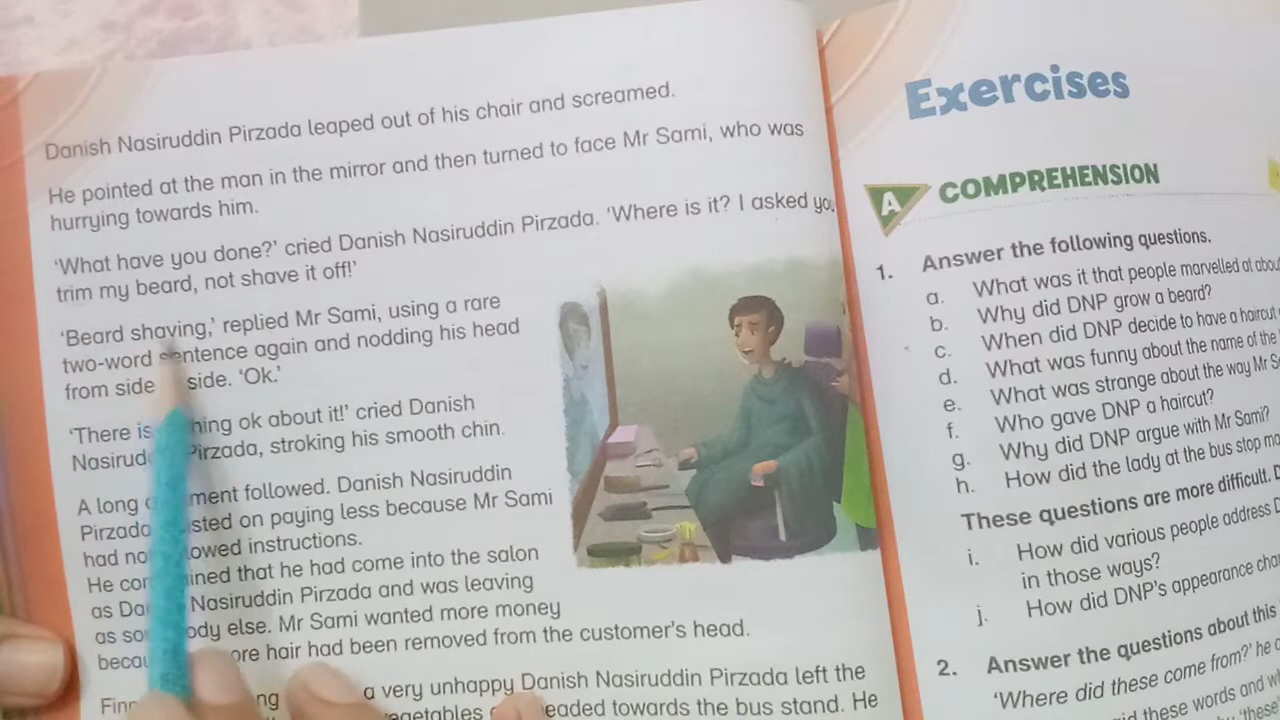 Danish Nasiruddin Pirzada leaped out of his chair and screamed.
He pointed at the man in the mirror and then turned to face Mr Sami, who was
hurrying towards him.
‘What have you done?’ cried Danish Nasiruddin Pirzada. ‘Where is it? I asked you
trim my beard, not shave it off!’
‘Beard shaving,’ replied Mr Sami, using a rare
two-word sentence again and nodding his head
from side side. ‘Ok.’
‘There is hing ok about it!’ cried Danish
Nasirud Pirzada, stroking his smooth chin.
A long ment followed. Danish Nasiruddin
Pirzada sted on paying less because Mr Sami
had no owed instructions.
He com ined that he had come into the salon
as Da Nasiruddin Pirzada and was leaving
as so ody else. Mr Sami wanted more money
becau ore hair had been removed from the customer’s head.
Fin ng a very unhappy Danish Nasiruddin Pirzada left the
egetables eaded towards the bus stand. He
Exercises
A COMPREHENSION
1. Answer the following questions.
a. What was it that people marvelled at about
b. Why did DNP grow a beard?
c. When did DNP decide to have a haircut
d. What was funny about the name of the
e. What was strange about the way Mr S
f. Who gave DNP a haircut?
g. Why did DNP argue with Mr Sami?
h. How did the lady at the bus stop ma
These questions are more difficult. D
i. How did various people address D
in those ways?
j. How did DNP’s appearance cha
2. Answer the questions about this
‘Where did these come from?’ he
id these words and w
‘these